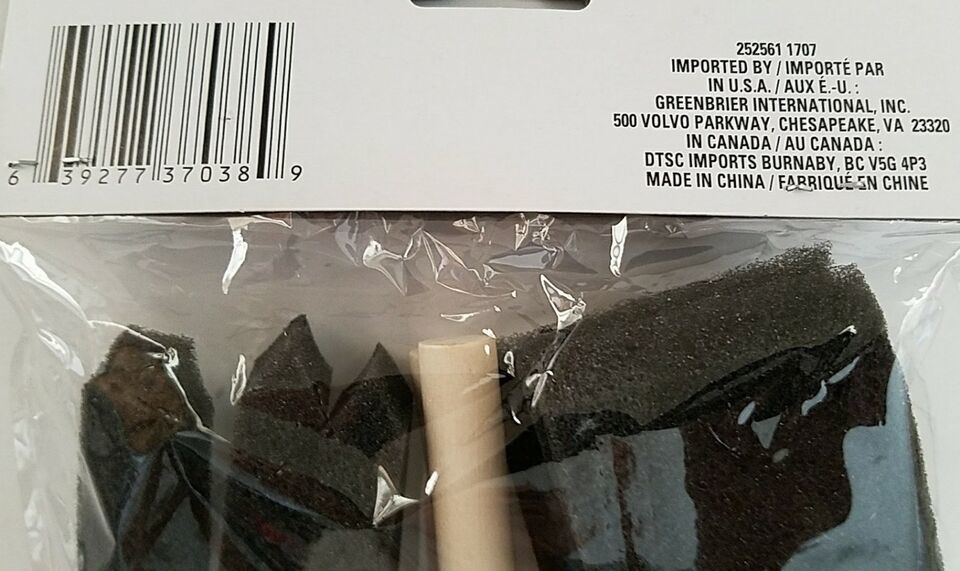 6 39277 37038 9
252561 1707
IMPORTED BY / IMPORTÉ PAR
IN U.S.A. / AUX É.-U. :
GREENBRIER INTERNATIONAL, INC.
500 VOLVO PARKWAY, CHESAPEAKE, VA 23320
IN CANADA / AU CANADA :
DTSC IMPORTS BURNABY, BC V5G 4P3
MADE IN CHINA / FABRIQUÉ EN CHINE